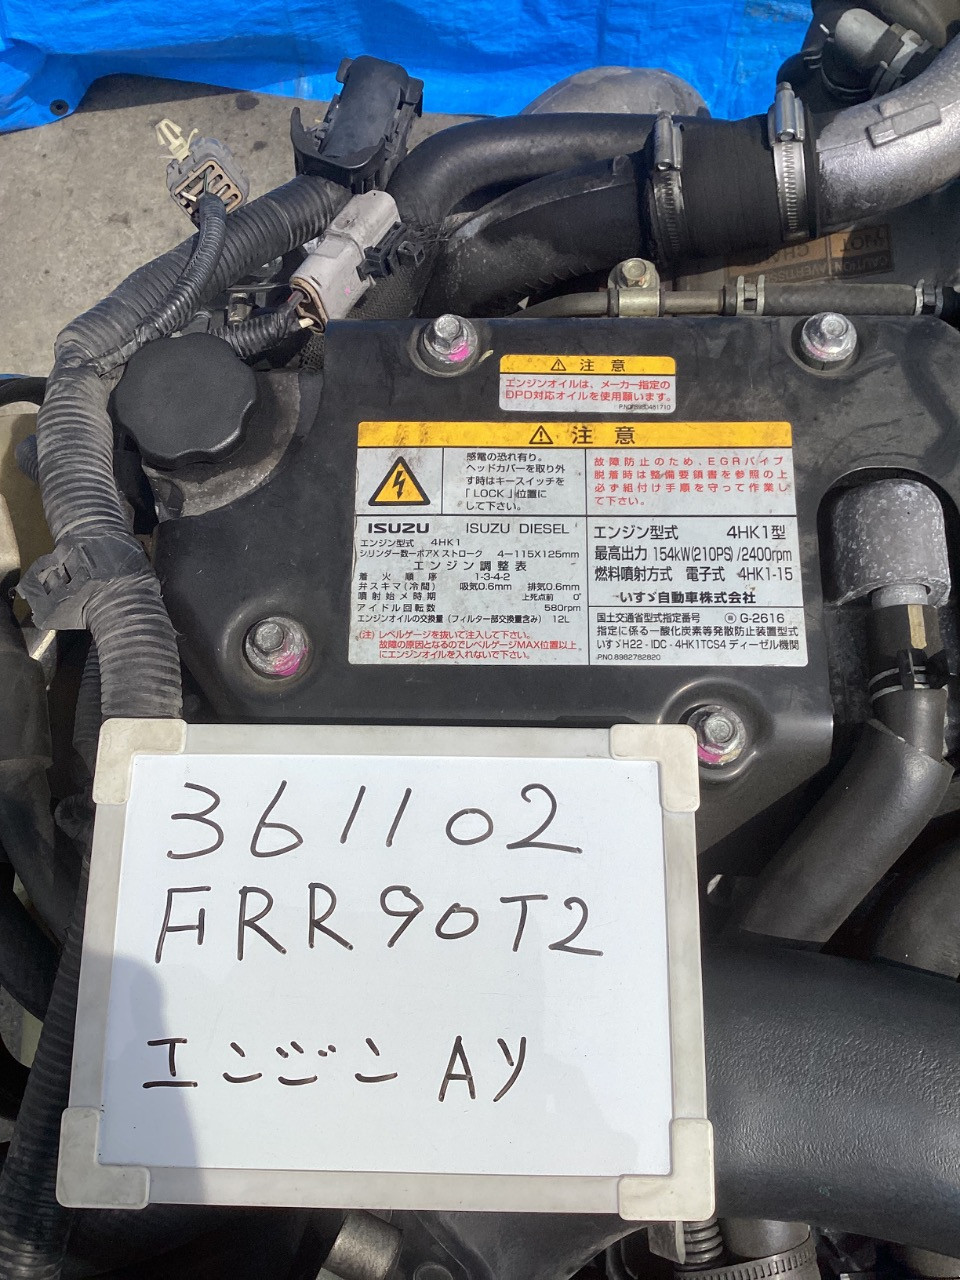 CAUTION AVERTISS
HOT
CHA
注 意
エンジンオイルは、メーカー指定の
DPD対応オイルを使用願います。
注 意
感電の恐れ有り。
ヘッドカバーを取り外
す時はキースイッチを
「LOCK」位置に
して下さい。
故障防止のため、EGRパイプ
脱着時は整備要領書を参照の上
必ず組付け手順を守って作業し
て下さい。
ISUZU ISUZU DIESEL
エンジン型式 4HK1
シリンダー数ーボアXストローク 4ー115X125mm
エンジン調整表
着火順序 1-3-4-2
弁スキマ(冷間) 吸気0.6mm 排気0.6mm
噴射始メ時期 上死点前 0°
アイドル回転数 580rpm
エンジンオイルの交換量(フィルター部交換量含み) 12L
(注)レベルゲージを抜いて注入して下さい。
故障の原因となるのでレベルゲージMAX位置以上
にエンジンオイルを入れないで下さい。
エンジン型式 4HK1型
最高出力 154kW(210PS)/2400rpm
燃料噴射方式 電子式 4HK1-15
いすゞ自動車株式会社
国土交通省型式指定番号 G-2616
指定に係る一酸化炭素等発散防止装置型式
いすゞH22・IDC・4HK1TCS4 ディーゼル機関
PNO.8982782820
361102
FRR90T2
エンジン Ay